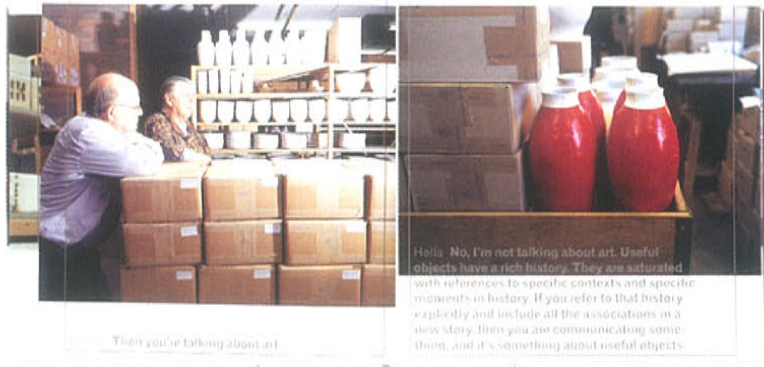 Then you're talking about art.
Hella No, I'm not talking about art. Useful
objects have a rich history. They are saturated
with references to specific contexts and specific
moments in history. If you refer to that history
explicitly and include all the associations in a
new story, then you are communicating some-
thing, and it's something about useful objects.